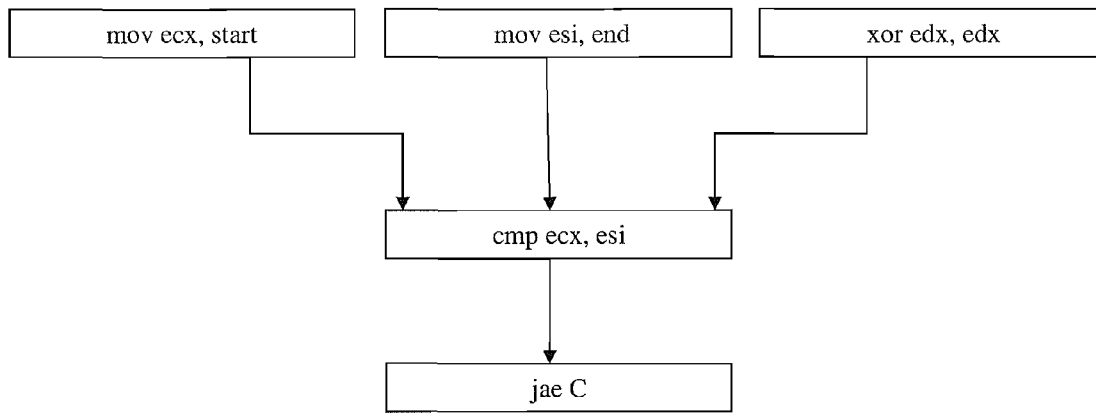 mov ecx, start
mov esi, end
xor edx, edx
cmp ecx, esi
jae C